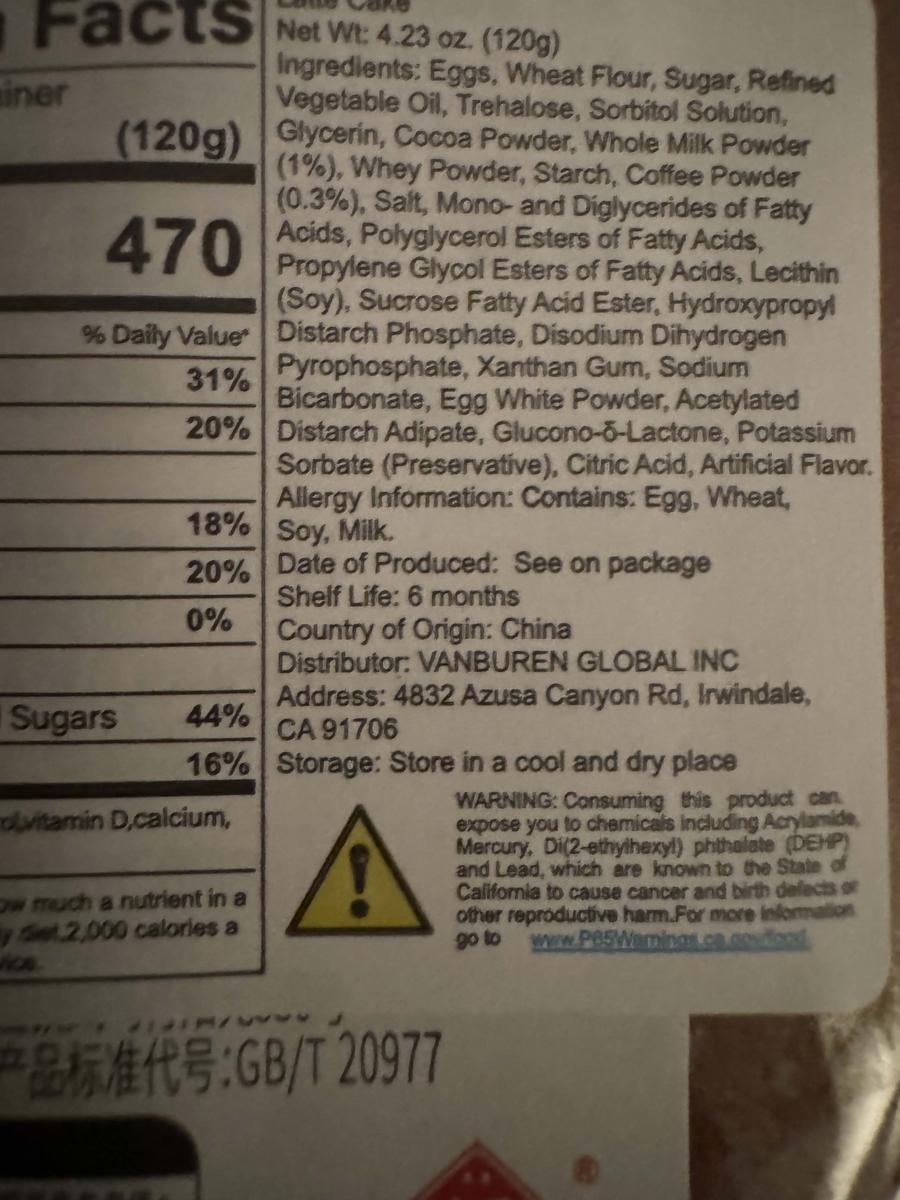 Facts
(120g)
470
% Daily Value*
31%
20%
18%
20%
0%
Sugars 44%
16%
vitamin D,calcium,
how much a nutrient in a
2,000 calories a
Cake
Net Wt: 4.23 oz. (120g)
Ingredients: Eggs, Wheat Flour, Sugar, Refined
Vegetable Oil, Trehalose, Sorbitol Solution,
Glycerin, Cocoa Powder, Whole Milk Powder
(1%), Whey Powder, Starch, Coffee Powder
(0.3%), Salt, Mono- and Diglycerides of Fatty
Acids, Polyglycerol Esters of Fatty Acids,
Propylene Glycol Esters of Fatty Acids, Lecithin
(Soy), Sucrose Fatty Acid Ester, Hydroxypropyl
Distarch Phosphate, Disodium Dihydrogen
Pyrophosphate, Xanthan Gum, Sodium
Bicarbonate, Egg White Powder, Acetylated
Distarch Adipate, Glucono-δ-Lactone, Potassium
Sorbate (Preservative), Citric Acid, Artificial Flavor.
Allergy Information: Contains: Egg, Wheat,
Soy, Milk.
Date of Produced: See on package
Shelf Life: 6 months
Country of Origin: China
Distributor: VANBUREN GLOBAL INC
Address: 4832 Azusa Canyon Rd, Irwindale,
CA 91706
Storage: Store in a cool and dry place
WARNING: Consuming this product can
expose you to chemicals including Acrylamide,
Mercury, Di(2-ethylhexyl) phthalate (DEHP)
and Lead, which are known to the State of
California to cause cancer and birth defects or
other reproductive harm.For more information
go to www.P65Warnings.ca.gov/food
产品标准代号:GB/T 20977
®